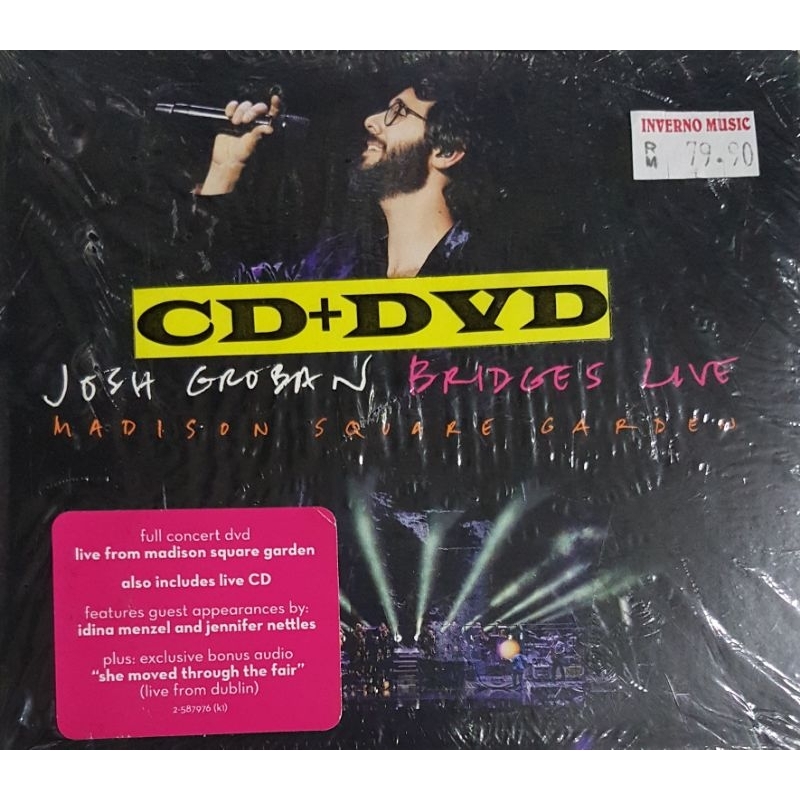 INVERNO MUSIC
RM 79.90
CD+DVD
JOSH GROBAN BRIDGES LIVE
MADISON SQUARE GARDEN
full concert dvd
live from madison square garden
also includes live CD
features guest appearances by:
idina menzel and jennifer nettles
plus: exclusive bonus audio
“she moved through the fair”
(live from dublin)
2-587976 (k1)